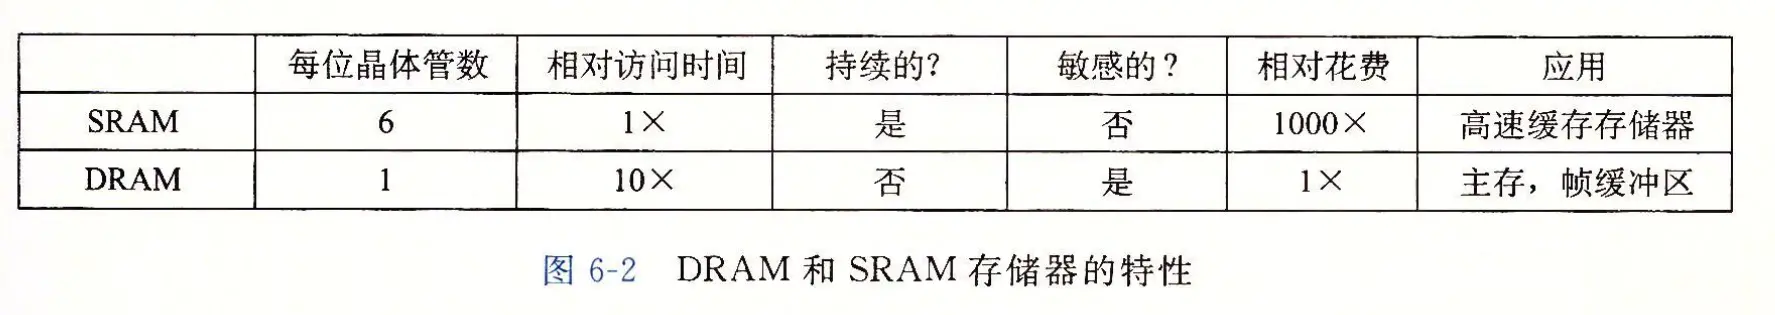 每位晶体管数 相对访问时间 持续的? 敏感的? 相对花费 应用
SRAM 6 1× 是 否 1000× 高速缓存存储器
DRAM 1 10× 否 是 1× 主存，帧缓冲区
图 6-2 DRAM 和 SRAM 存储器的特性